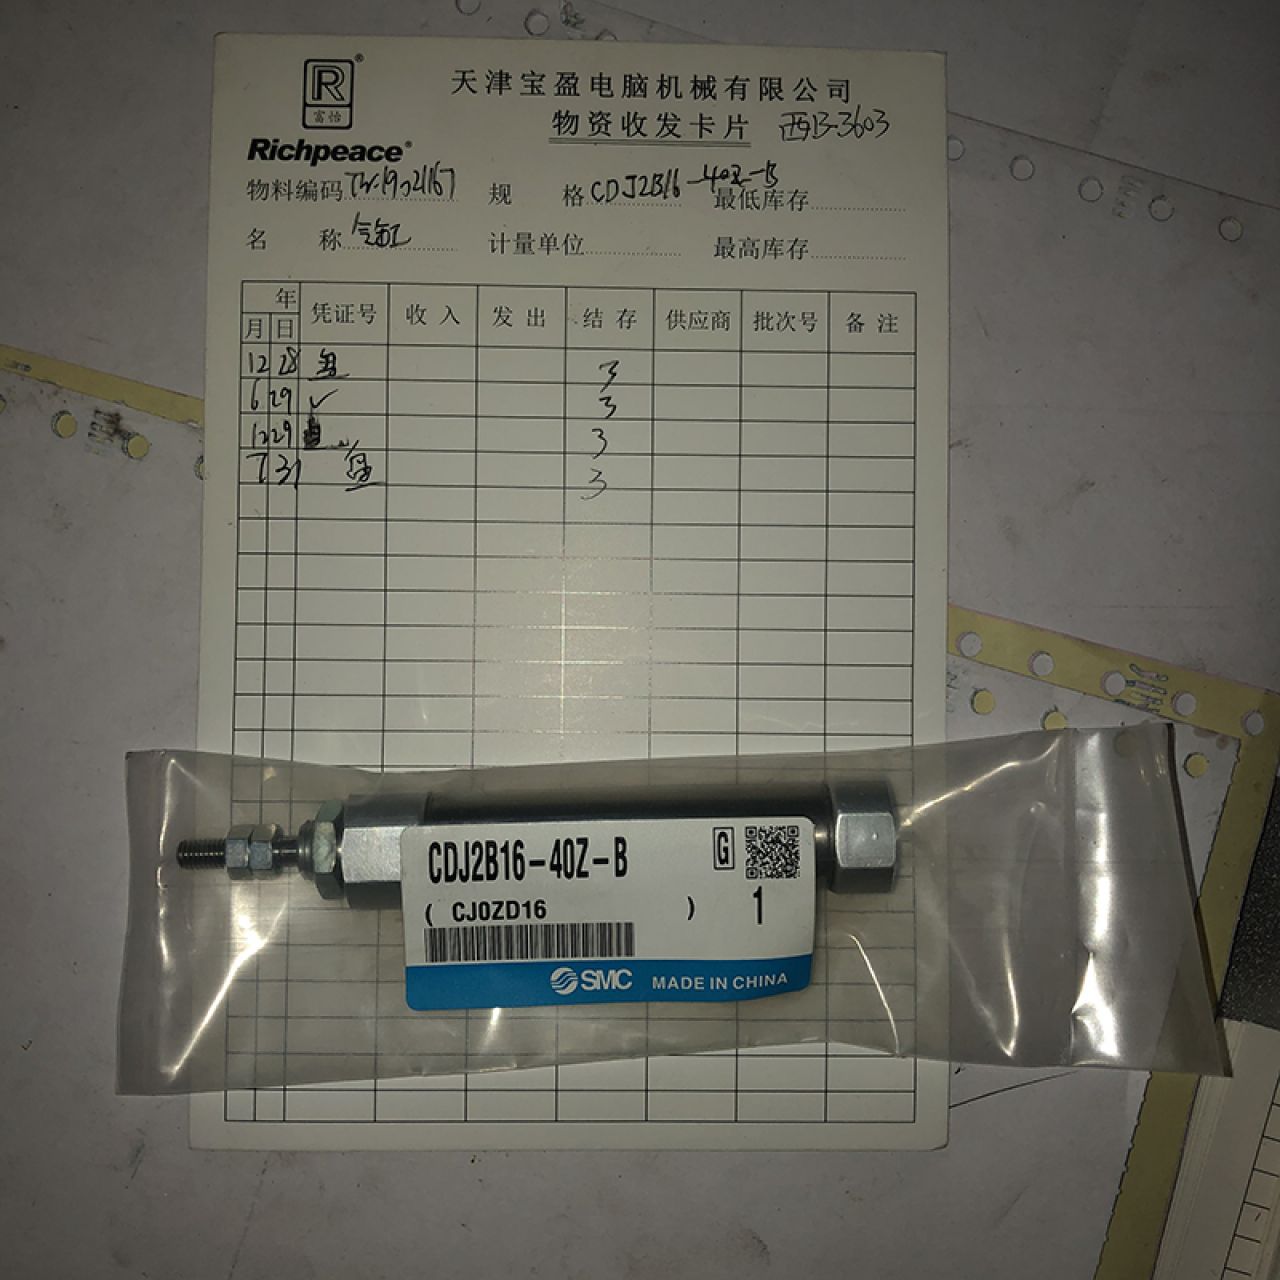 R®
富怡
Richpeace®
天津宝盈电脑机械有限公司
物资收发卡片 西B-3603
物料编码 规 格 CDJ2B16-40Z-B 最低库存
名 称 气缸 计量单位 最高库存
年 凭证号 收入 发出 结存 供应商 批次号 备注
月 日
12 28 盘 3
6 29 ✓ 3
12 29 3
7 31 盘 3
CDJ2B16-40Z-B G
( CJ0ZD16 ) 1
SMC MADE IN CHINA